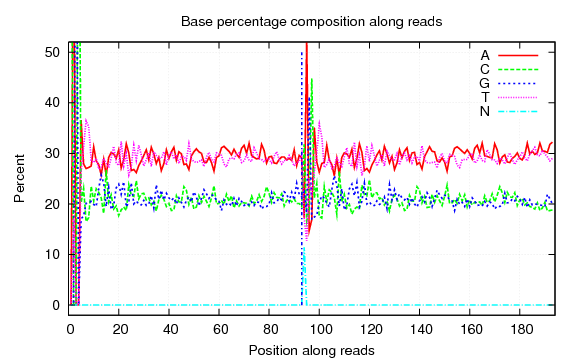 Base percentage composition along reads
50
40
30
20
10
0
Percent
A
C
G
T
N
0 20 40 60 80 100 120 140 160 180
Position along reads